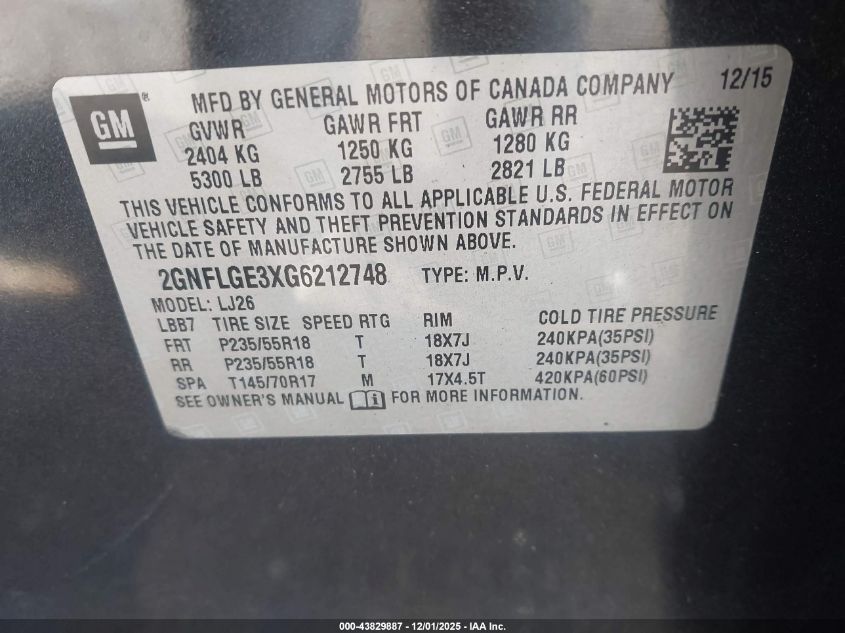 GM ®
MFD BY GENERAL MOTORS OF CANADA COMPANY 12/15
GVWR GAWR FRT GAWR RR
2404 KG 1250 KG 1280 KG
5300 LB 2755 LB 2821 LB
THIS VEHICLE CONFORMS TO ALL APPLICABLE U.S. FEDERAL MOTOR
VEHICLE SAFETY AND THEFT PREVENTION STANDARDS IN EFFECT ON
THE DATE OF MANUFACTURE SHOWN ABOVE.
2GNFLGE3XG6212748 TYPE: M.P.V.
MODEL: LJ26
LBB7 TIRE SIZE SPEED RTG RIM COLD TIRE PRESSURE
FRT P235/55R18 T 18X7J 240KPA(35PSI)
RR P235/55R18 T 18X7J 240KPA(35PSI)
SPA T145/70R17 M 17X4.5T 420KPA(60PSI)
SEE OWNER'S MANUAL i FOR MORE INFORMATION.
000-43829887 - 12/01/2025 - IAA Inc.